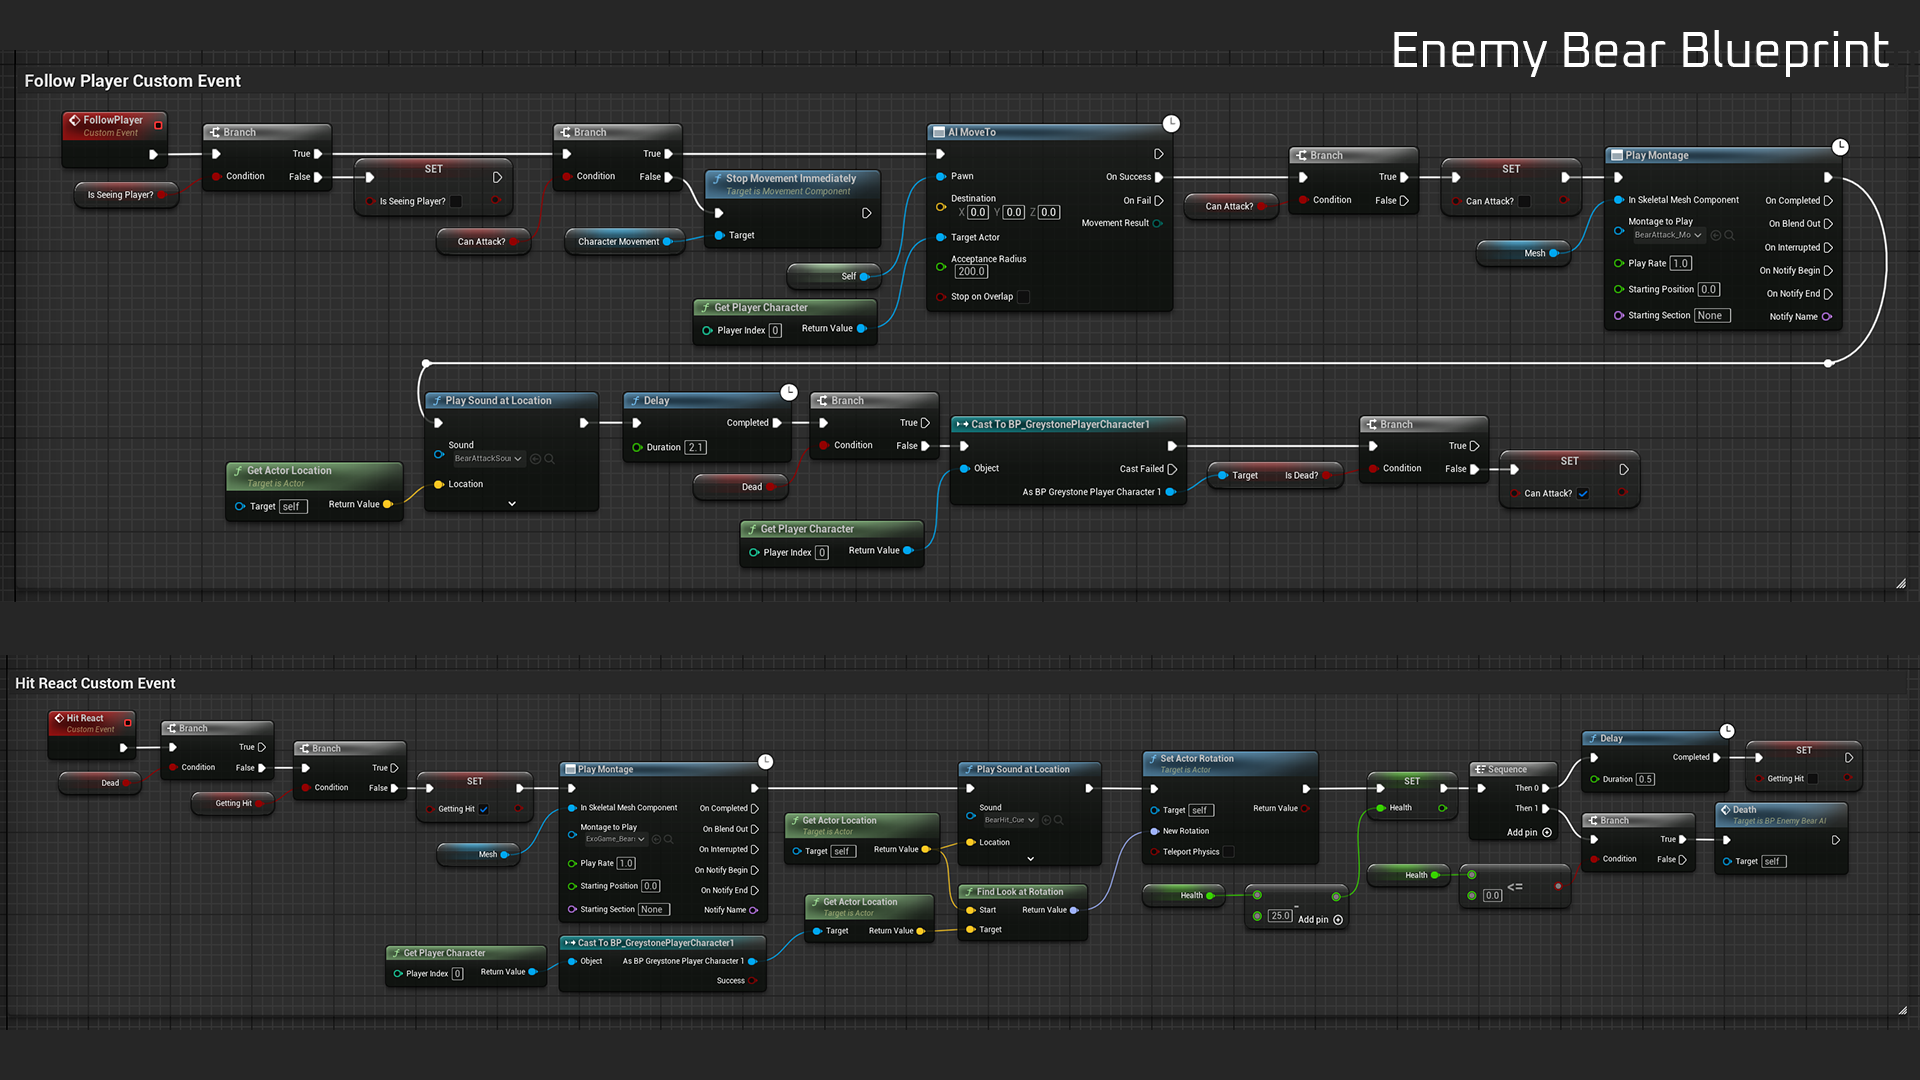 Enemy Bear Blueprint
Follow Player Custom Event
FollowPlayer
Custom Event
Is Seeing Player?
Branch
True
Condition
False
SET
Is Seeing Player?
Can Attack?
Branch
True
Condition
False
Character Movement
Stop Movement Immediately
Target is Movement Component
Target
Self
Get Player Character
Player Index 0
Return Value
AI MoveTo
Pawn
On Success
Destination
X 0.0 Y 0.0 Z 0.0
On Fail
Movement Result
Target Actor
Acceptance Radius
200.0
Stop on Overlap
Can Attack?
Branch
True
Condition
False
SET
Can Attack?
Mesh
Play Montage
In Skeletal Mesh Component
On Completed
Montage to Play
BearAttack_Mo
On Blend Out
On Interrupted
Play Rate 1.0
On Notify Begin
Starting Position 0.0
On Notify End
Starting Section None
Notify Name
Get Actor Location
Target is Actor
Target self
Return Value
Play Sound at Location
Sound
BearAttackSou
Location
Delay
Completed
Duration 2.1
Dead
Branch
True
Condition
False
Get Player Character
Player Index 0
Return Value
Cast To BP_GreystonePlayerCharacter1
Object
Cast Failed
As BP Greystone Player Character 1
Target
Is Dead?
Branch
True
Condition
False
SET
Can Attack?
Hit React Custom Event
Hit React
Custom Event
Dead
Branch
True
Condition
False
Getting Hit
Branch
True
Condition
False
SET
Getting Hit
Mesh
Play Montage
In Skeletal Mesh Component
On Completed
Montage to Play
ExoGame_Bear
On Blend Out
On Interrupted
Play Rate 1.0
On Notify Begin
Starting Position 0.0
On Notify End
Starting Section None
Notify Name
Get Player Character
Player Index 0
Return Value
Cast To BP_GreystonePlayerCharacter1
Object
As BP Greystone Player Character 1
Success
Get Actor Location
Target is Actor
Target self
Return Value
Get Actor Location
Target is Actor
Target
Return Value
Play Sound at Location
Sound
BearHit_Cue
Location
Find Look at Rotation
Start
Return Value
Target
Set Actor Rotation
Target is Actor
Target self
Return Value
New Rotation
Teleport Physics
Health
-
25.0
Add pin
SET
Health
Health
0.0
<=
Sequence
Then 0
Then 1
Add pin
Delay
Completed
Duration 0.5
SET
Getting Hit
Branch
True
Condition
False
Death
Target is BP Enemy Bear AI
Target self